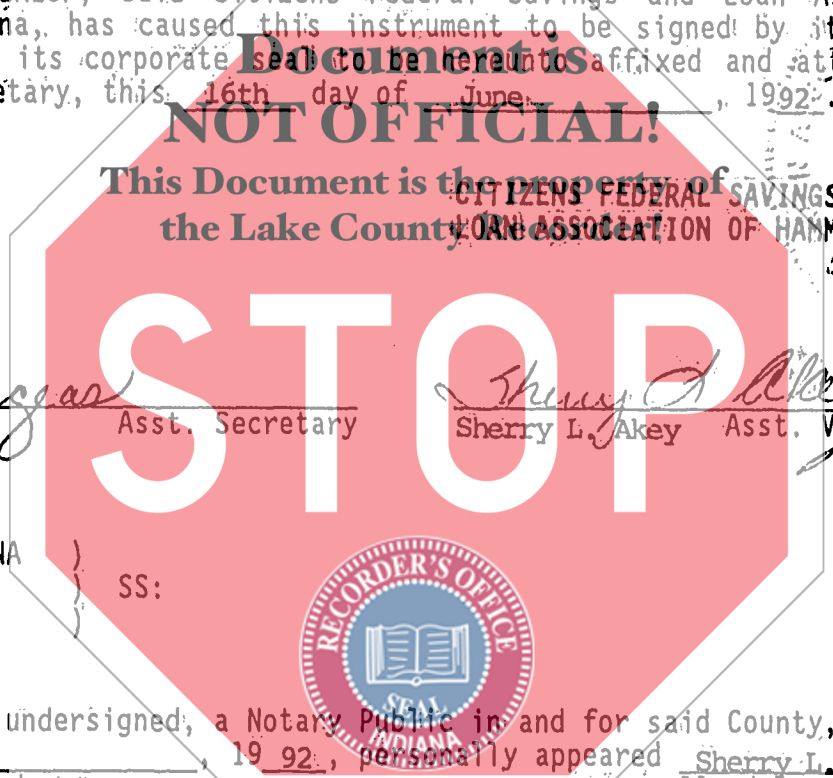 na, has caused this instrument to be signed by
its corporate seal to be hereunto affixed and
this 16th day of June, 1992.
Document is
NOT OFFICIAL!
This Document is the property of
the Lake County Recorder!
CITIZENS FEDERAL SAVINGS
LOAN ASSOCIATION OF HAMM
STOP
Asst. Secretary
Sherry L. Akey Asst. V
NA )
) SS:
)
RECORDER'S OFFICE
SEAL
INDIANA
undersigned, a Notary Public in and for said County,
, 19 92, personally appeared Sherry L.